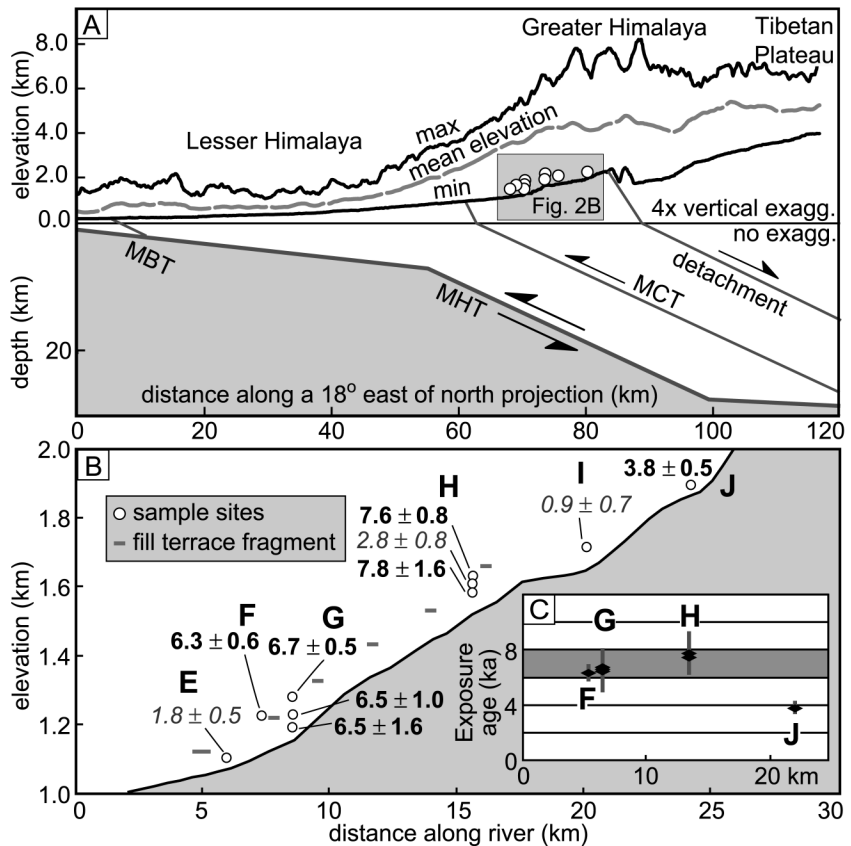 A
Greater Himalaya
Tibetan
Plateau
8.0
6.0
4.0
2.0
0.0
elevation (km)
Lesser Himalaya
max
mean elevation
min
Fig. 2B
4x vertical exagg.
no exagg.
MBT
MHT
MCT
detachment
20
depth (km)
distance along a 18° east of north projection (km)
0 20 40 60 80 100 120
B
2.0
1.8
1.6
1.4
1.2
1.0
elevation (km)
sample sites
fill terrace fragment
E
1.8 ± 0.5
F
6.3 ± 0.6
G
6.7 ± 0.5
6.5 ± 1.0
6.5 ± 1.6
H
7.6 ± 0.8
2.8 ± 0.8
7.8 ± 1.6
I
0.9 ± 0.7
3.8 ± 0.5
J
C
G
H
F
J
8
4
0
Exposure
age (ka)
0 10 20 km
0 5 10 15 20 25 30
distance along river (km)